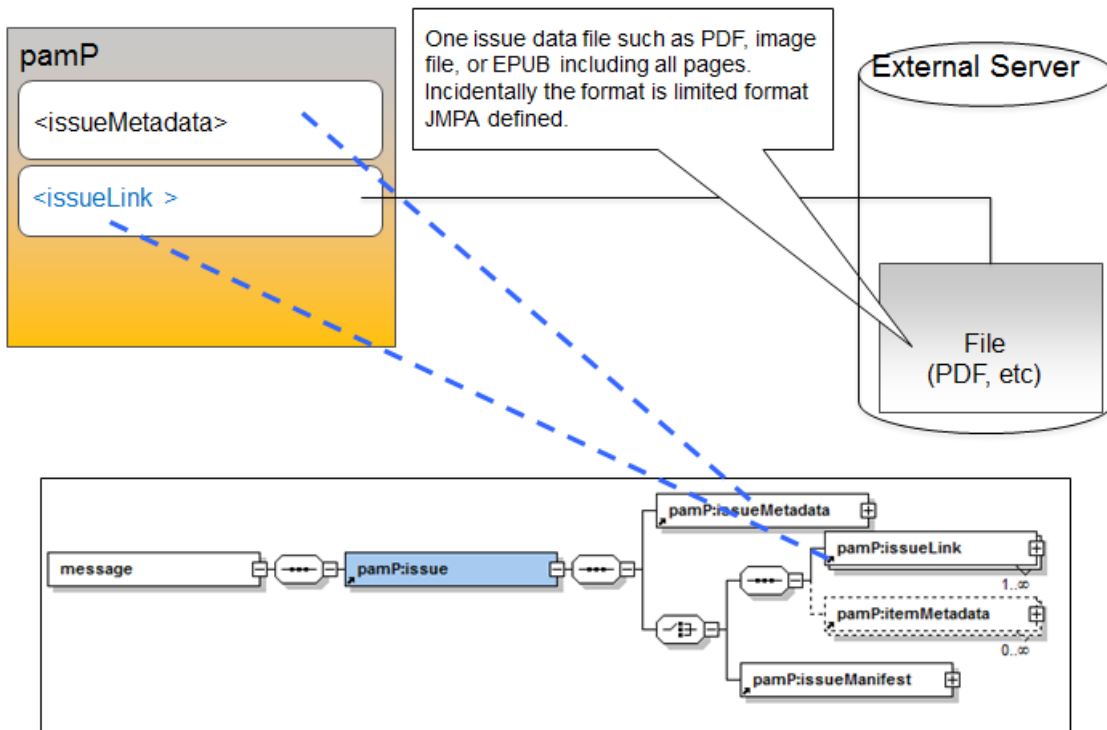 pamP
<issueMetadata>
<issueLink >
One issue data file such as PDF, image
file, or EPUB including all pages.
Incidentally the format is limited format
JMPA defined.
External Server
File
(PDF, etc)
message
pamP:issue
pamP:issueMetadata
pamP:issueLink
1..∞
pamP:itemMetadata
0..∞
pamP:issueManifest